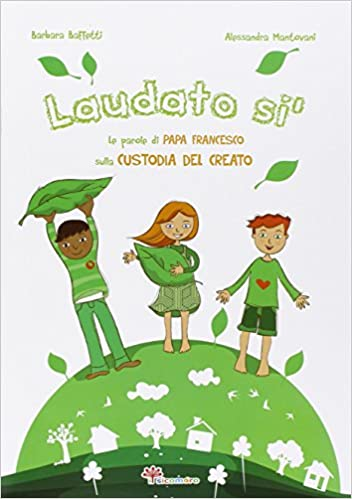 Barbara Baffetti
Alessandra Mantovani
Laudato si'
le parole di PAPA FRANCESCO
sulla CUSTODIA DEL CREATO
il Sicomoro